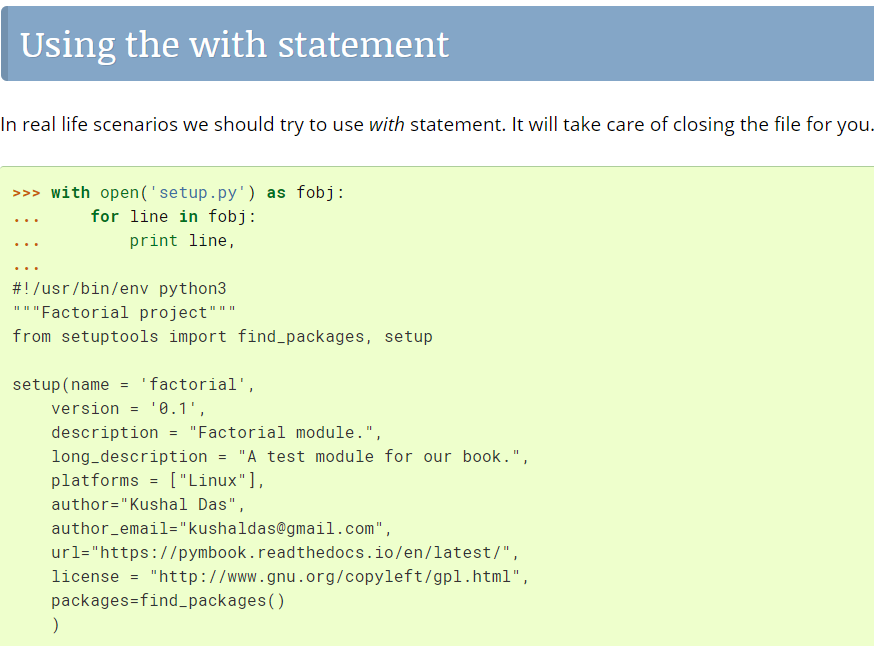 Using the with statement
In real life scenarios we should try to use with statement. It will take care of closing the file for you.
>>> with open('setup.py') as fobj:
...     for line in fobj:
...         print line,
...
#!/usr/bin/env python3
"""Factorial project"""
from setuptools import find_packages, setup

setup(name = 'factorial',
    version = '0.1',
    description = "Factorial module.",
    long_description = "A test module for our book.",
    platforms = ["Linux"],
    author="Kushal Das",
    author_email="kushaldas@gmail.com",
    url="https://pymbook.readthedocs.io/en/latest/",
    license = "http://www.gnu.org/copyleft/gpl.html",
    packages=find_packages()
    )